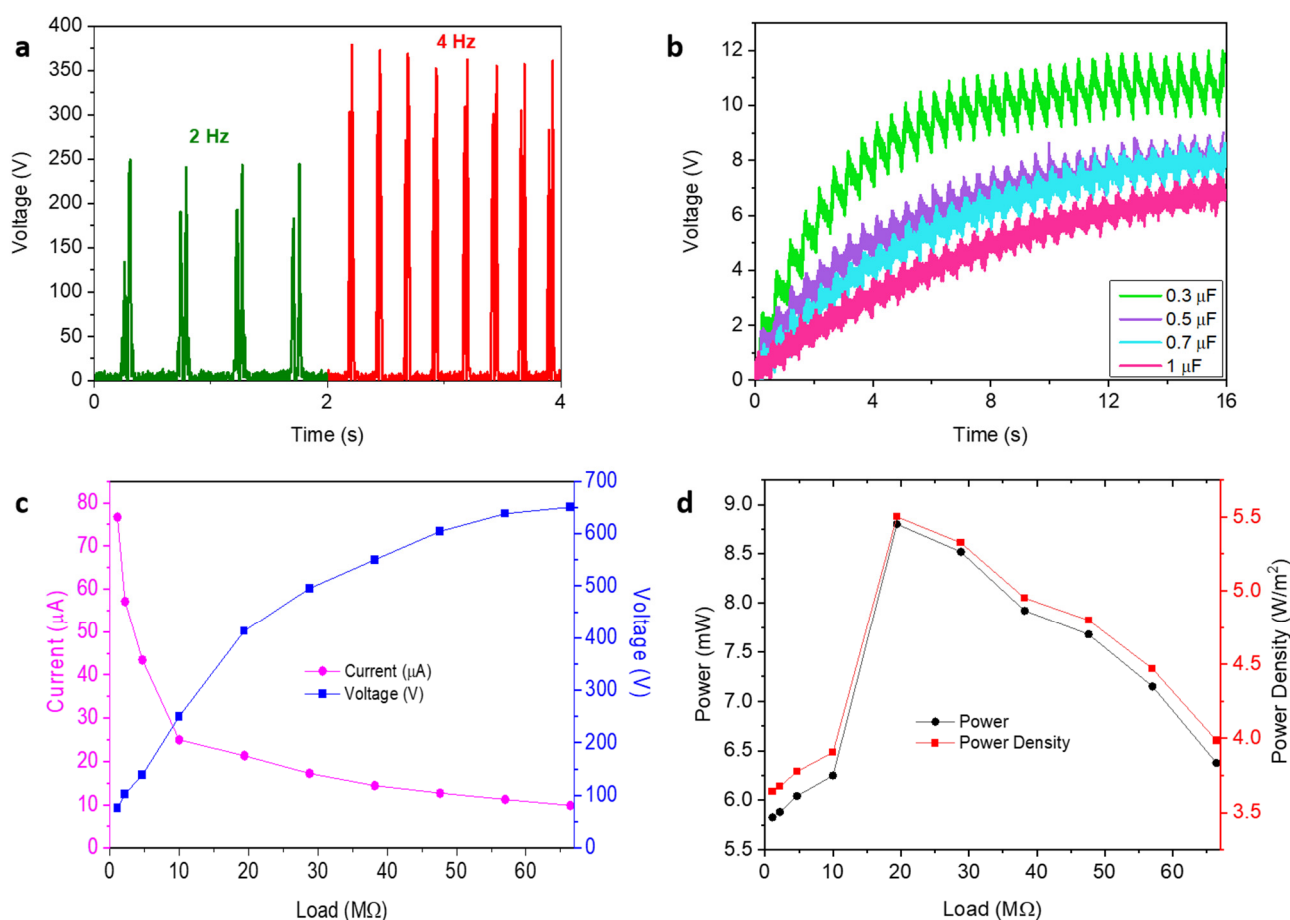 a
400
350
300
250
200
150
100
50
0
Voltage (V)
2 Hz
4 Hz
0
2
4
Time (s)
b
12
10
8
6
4
2
0
Voltage (V)
0.3 µF
0.5 µF
0.7 µF
1 µF
0
4
8
12
16
Time (s)
c
80
75
60
50
40
30
20
10
0
Current (µA)
Current (µA)
Voltage (V)
700
650
600
500
400
350
300
200
100
0
Voltage (V)
0
10
20
30
40
50
60
Load (MΩ)
d
9.0
8.5
8.0
7.5
7.0
6.5
6.0
5.5
Power (mW)
Power
Power Density
5.5
5.0
4.5
4.0
3.5
Power Density (W/m²)
0
10
20
30
40
50
60
Load (MΩ)